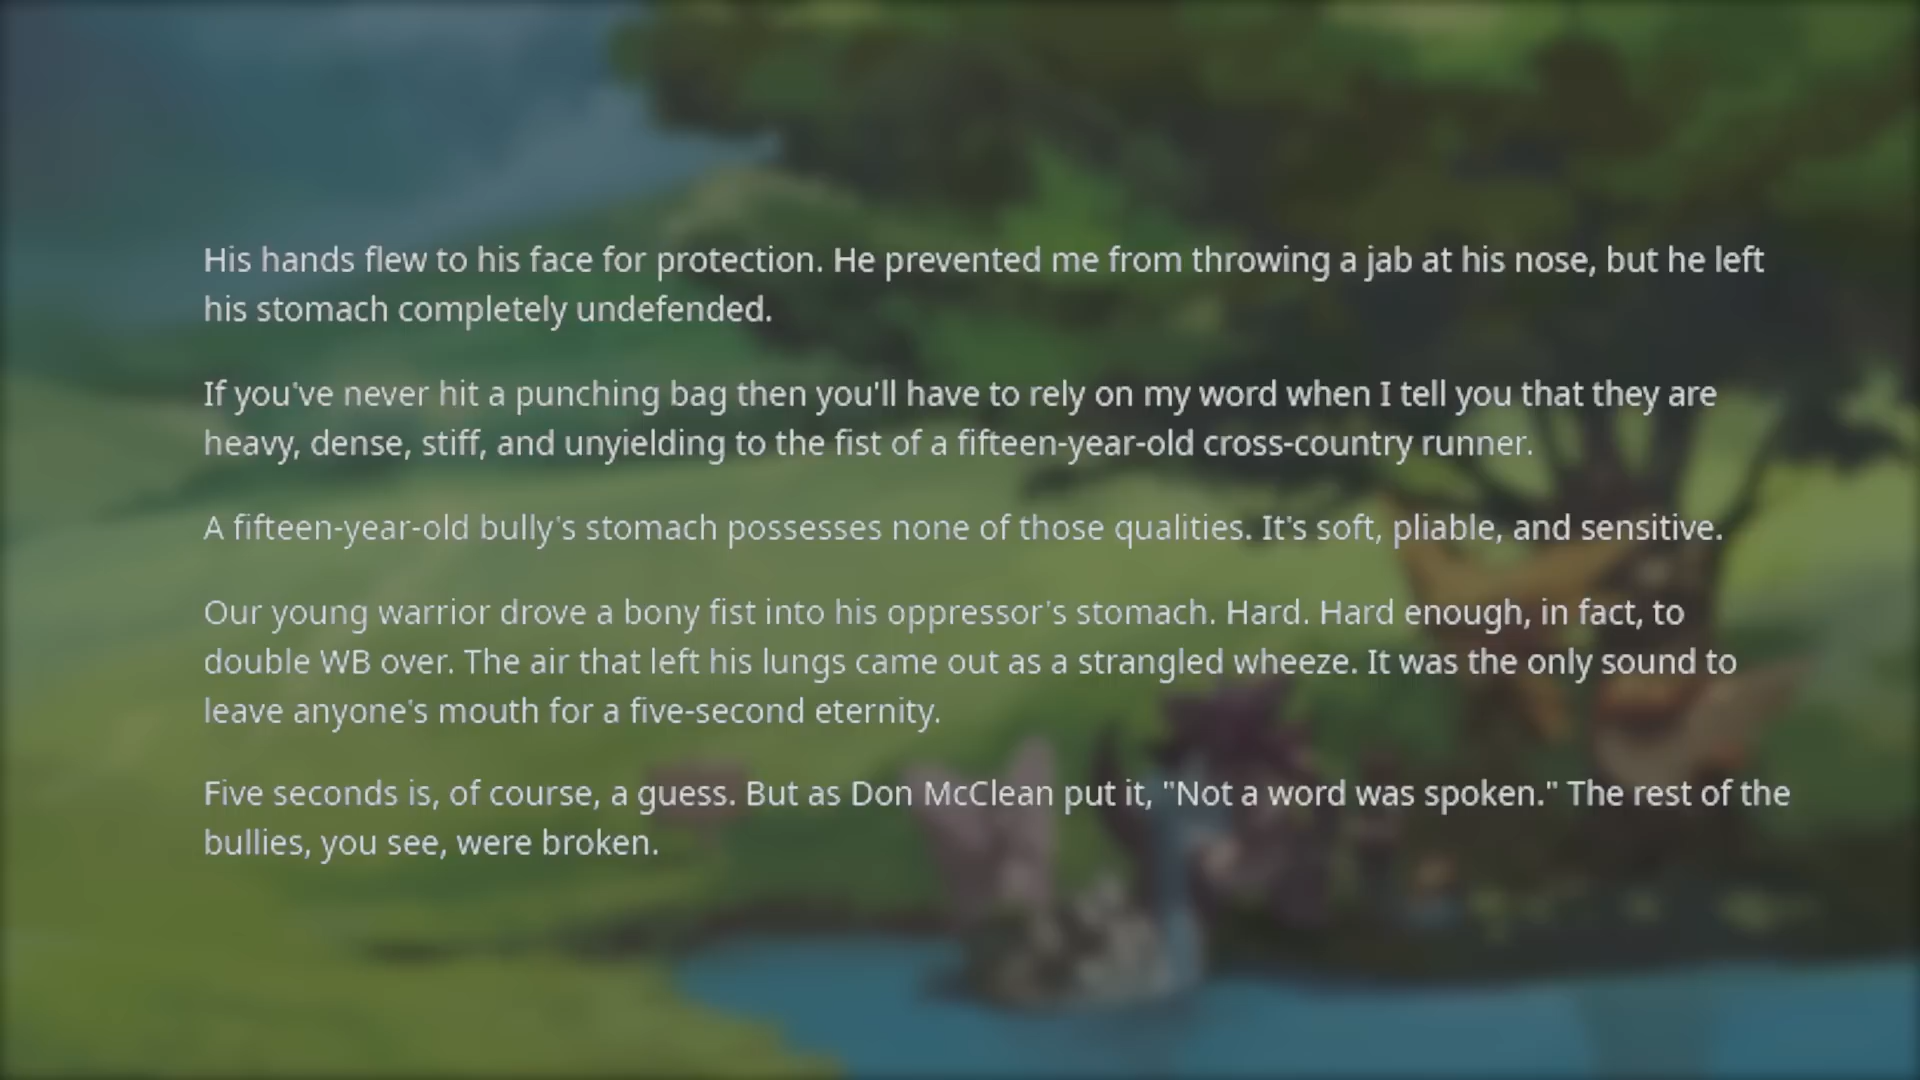 His hands flew to his face for protection. He prevented me from throwing a jab at his nose, but he left
his stomach completely undefended.
If you've never hit a punching bag then you'll have to rely on my word when I tell you that they are
heavy, dense, stiff, and unyielding to the fist of a fifteen-year-old cross-country runner.
A fifteen-year-old bully's stomach possesses none of those qualities. It's soft, pliable, and sensitive.
Our young warrior drove a bony fist into his oppressor's stomach. Hard. Hard enough, in fact, to
double WB over. The air that left his lungs came out as a strangled wheeze. It was the only sound to
leave anyone's mouth for a five-second eternity.
Five seconds is, of course, a guess. But as Don McClean put it, "Not a word was spoken." The rest of the
bullies, you see, were broken.